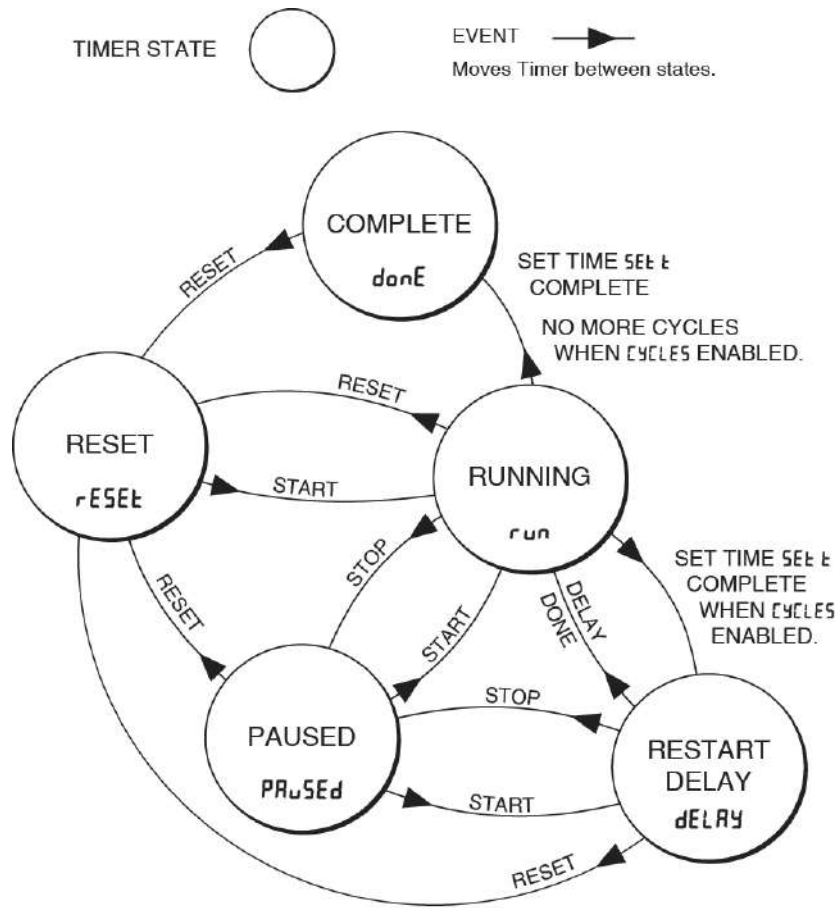 TIMER STATE
EVENT
Moves Timer between states.
COMPLETE
donE
RESET
SET TIME SEt t
COMPLETE
NO MORE CYCLES
WHEN CYCLES ENABLED.
RESET
RESET
rESEt
START
RUNNING
run
STOP
START
DELAY
DONE
SET TIME SEt t
COMPLETE
WHEN CYCLES
ENABLED.
RESET
PAUSED
PAuSEd
STOP
START
RESTART
DELAY
dELAY
RESET